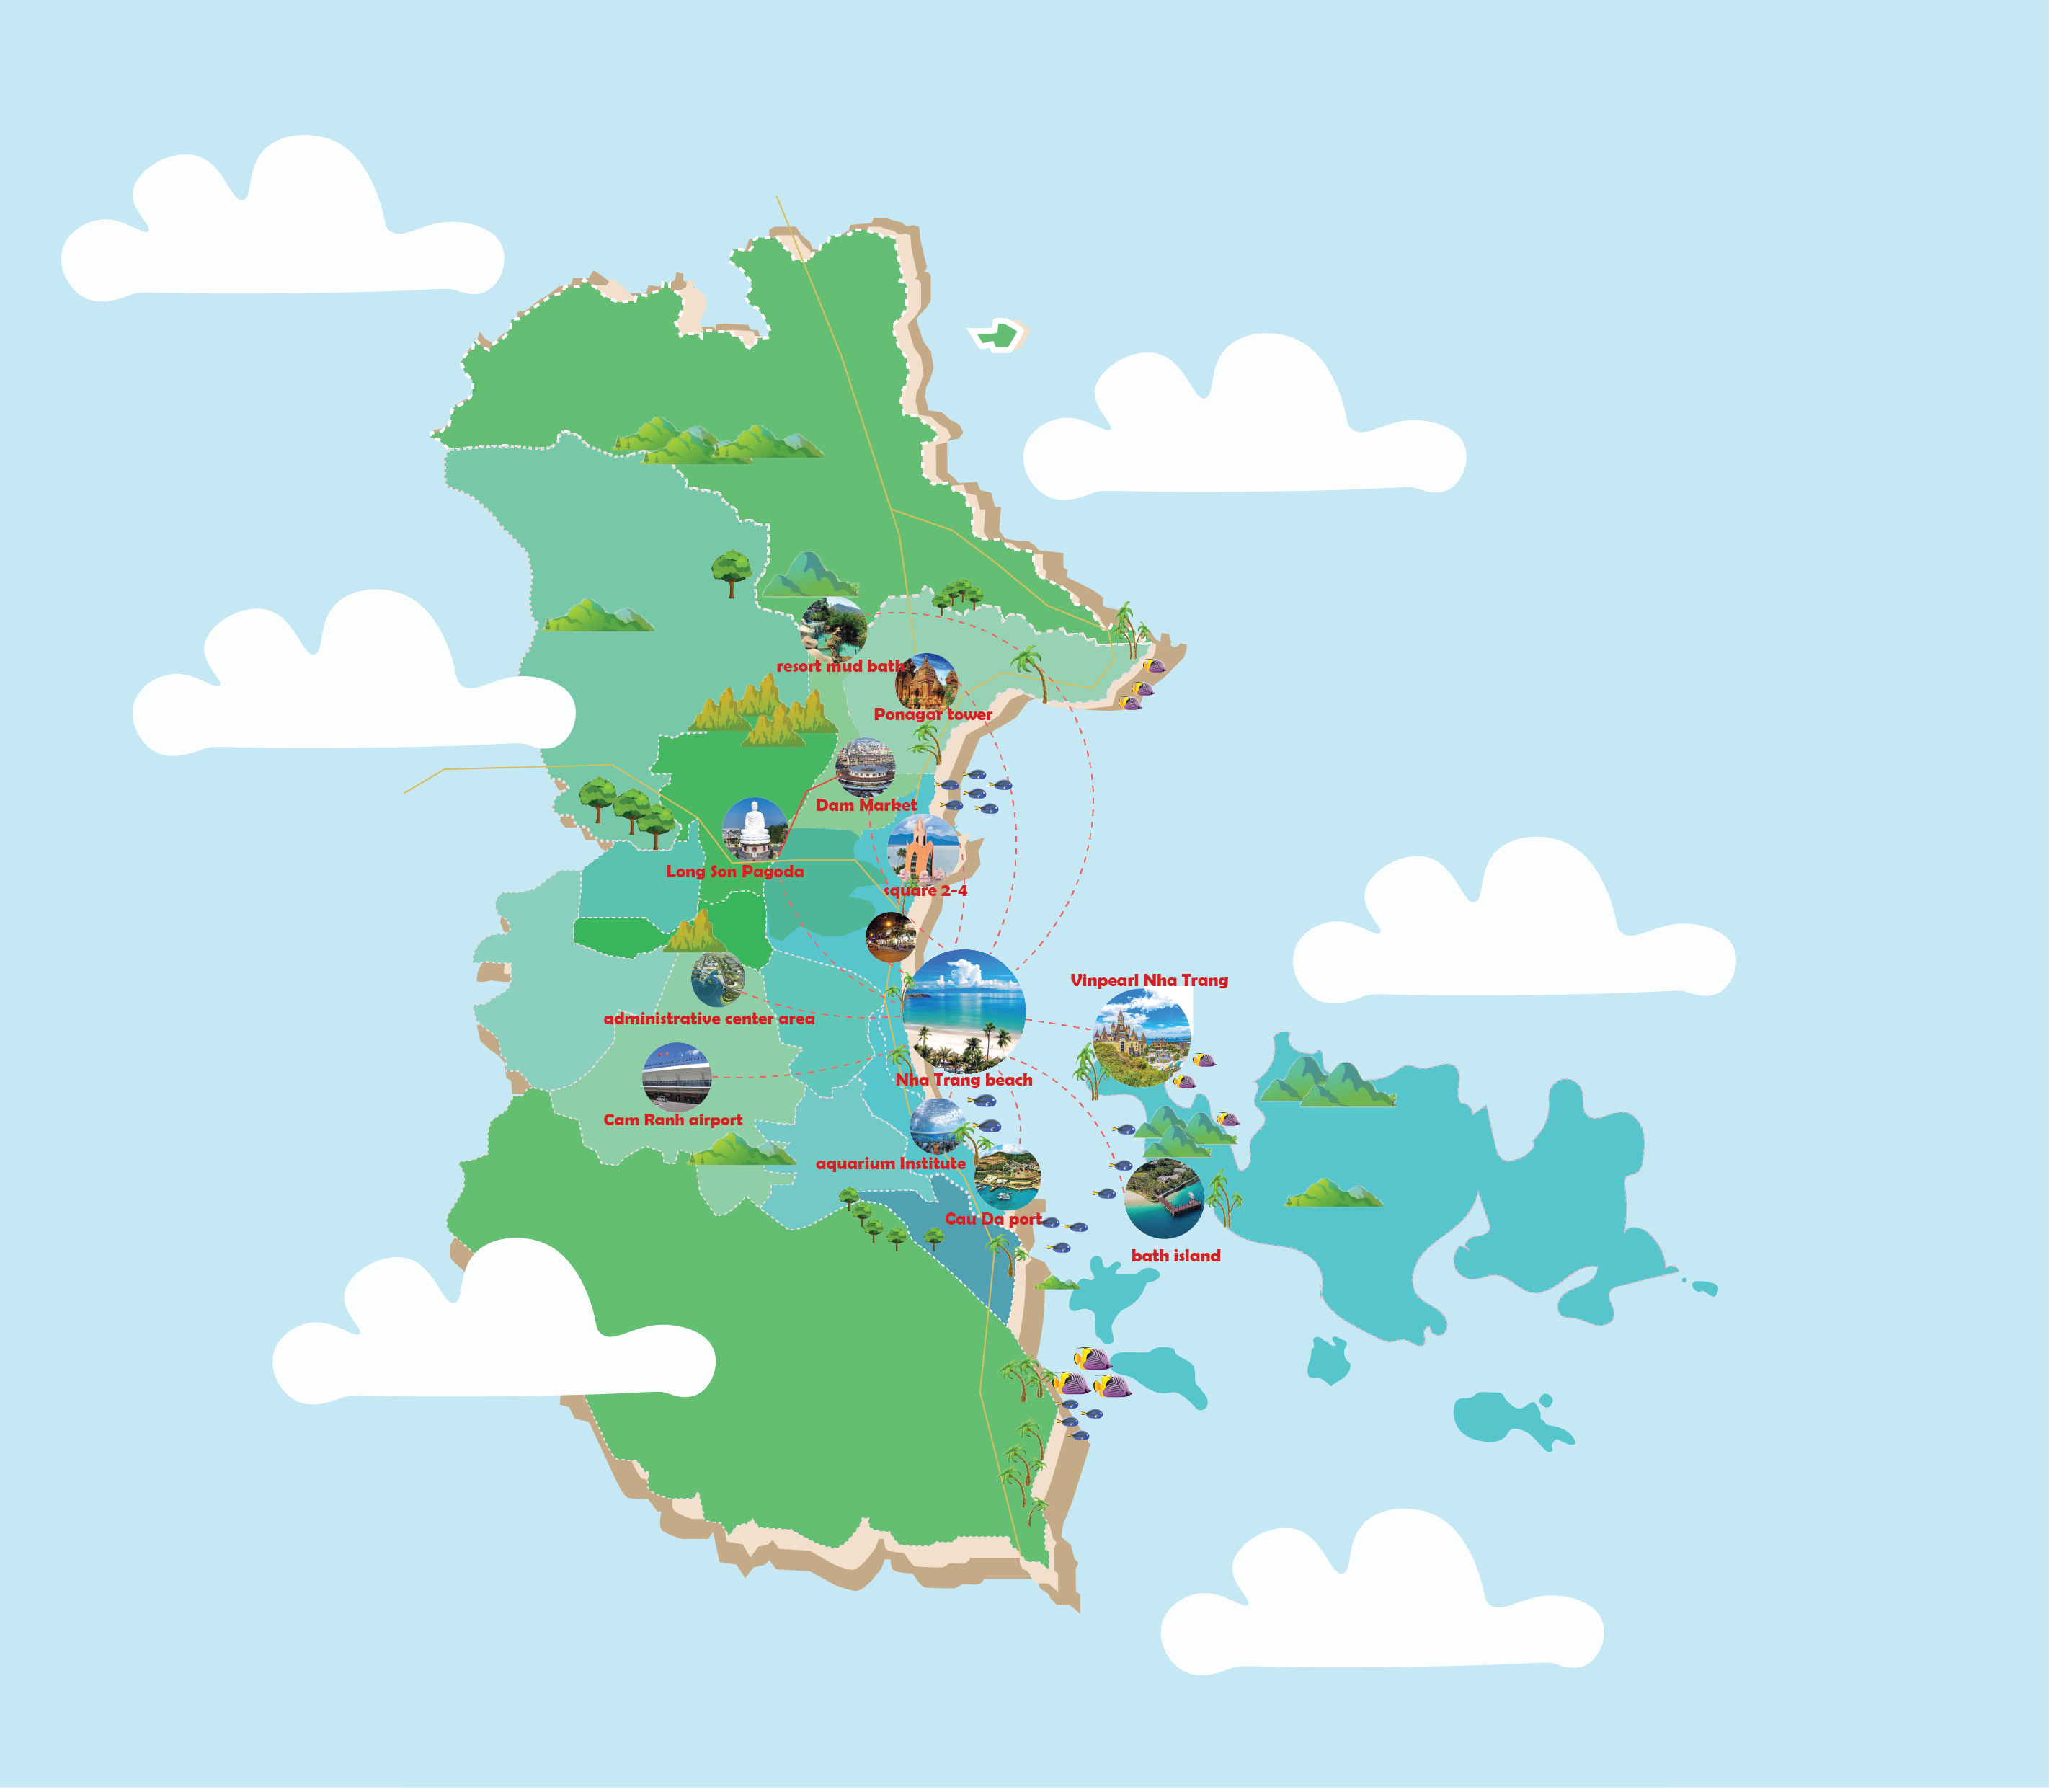 resort mud bath
Ponagar tower
Dam Market
Long Son Pagoda
square 2-4
Vinpearl Nha Trang
administrative center area
Nha Trang beach
Cam Ranh airport
aquarium Institute
Cau Da port
bath island